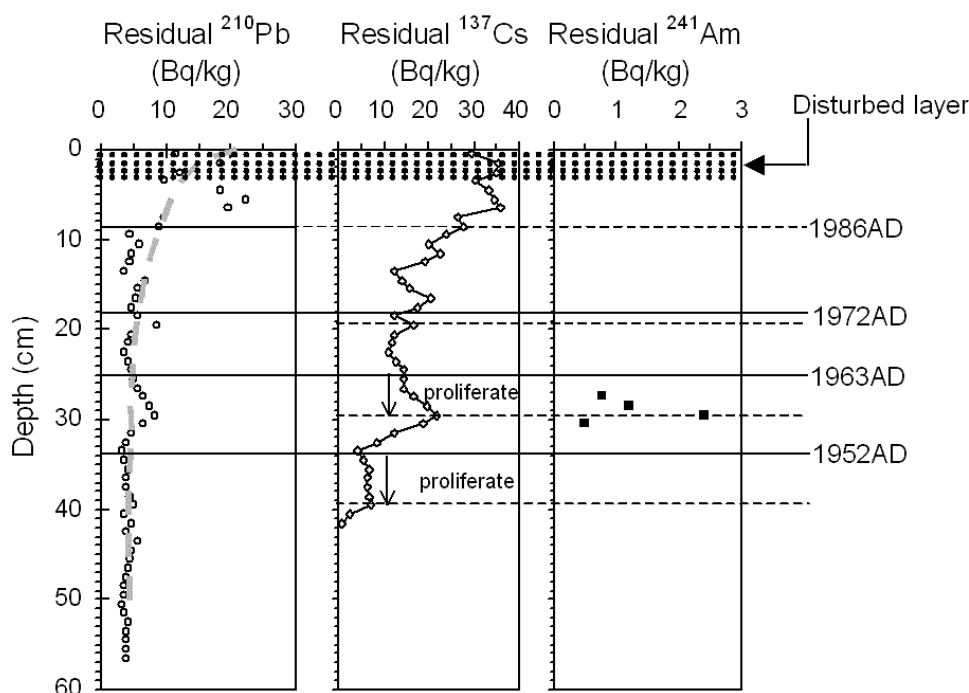 Residual ²¹⁰Pb Residual ¹³⁷Cs Residual ²⁴¹Am
(Bq/kg) (Bq/kg) (Bq/kg)
0 10 20 30 0 10 20 30 40 0 1 2 3
Disturbed layer
0
1986AD
10
1972AD
20
1963AD
proliferate
30
1952AD
proliferate
40
50
60
Depth (cm)